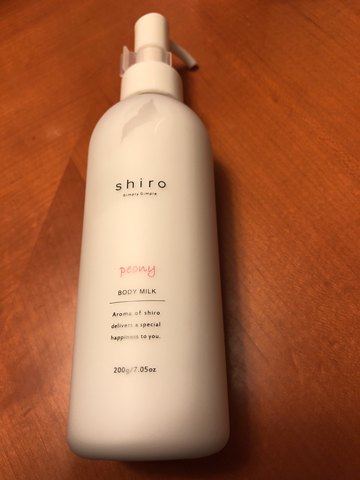 shiro
Simply Simple
peony
BODY MILK
Aroma of shiro
delivers a special
happiness to you.
200g/7.05oz